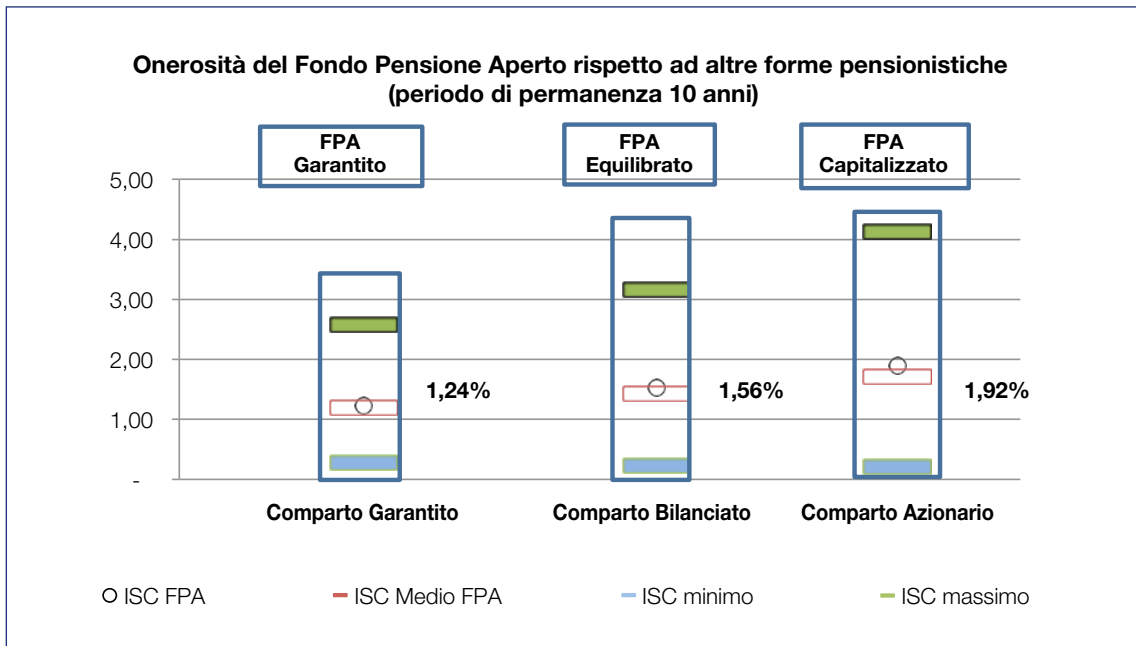 Onerosità del Fondo Pensione Aperto rispetto ad altre forme pensionistiche
(periodo di permanenza 10 anni)
FPA
Garantito
FPA
Equilibrato
FPA
Capitalizzato
5,00
4,00
3,00
2,00
1,00
-
1,24%
1,56%
1,92%
Comparto Garantito
Comparto Bilanciato
Comparto Azionario
ISC FPA
ISC Medio FPA
ISC minimo
ISC massimo